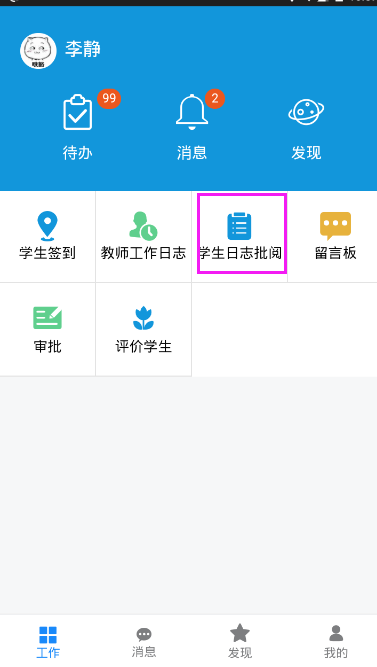 李静
99
2
待办
消息
发现
学生签到
教师工作日志
学生日志批阅
留言板
审批
评价学生
工作
消息
发现
我的